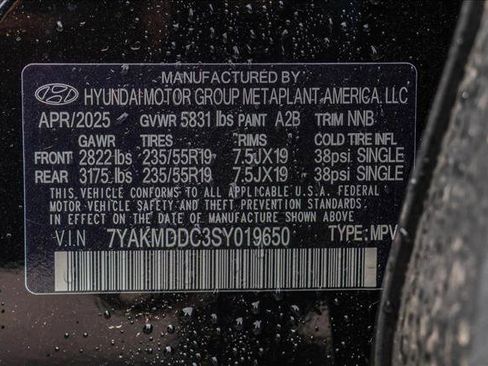 MANUFACTURED BY
HYUNDAI MOTOR GROUP METAPLANT AMERICA. LLC
APR/2025 GVWR 5831 lbs PAINT A2B TRIM NNB
GAWR TIRES RIMS COLD TIRE INFL
FRONT 2822 lbs 235/55R19 7.5JX19 38psi SINGLE
REAR 3175 lbs 235/55R19 7.5JX19 38psi SINGLE
THIS VEHICLE CONFORMS TO ALL APPLICABLE U.S.A. FEDERAL
MOTOR VEHICLE SAFETY AND THEFT PREVENTION STANDARDS
IN EFFECT ON THE DATE OF MANUFACTURE SHOWN ABOVE.
V.I.N 7YAKMDDC3SY019650 TYPE: MPV